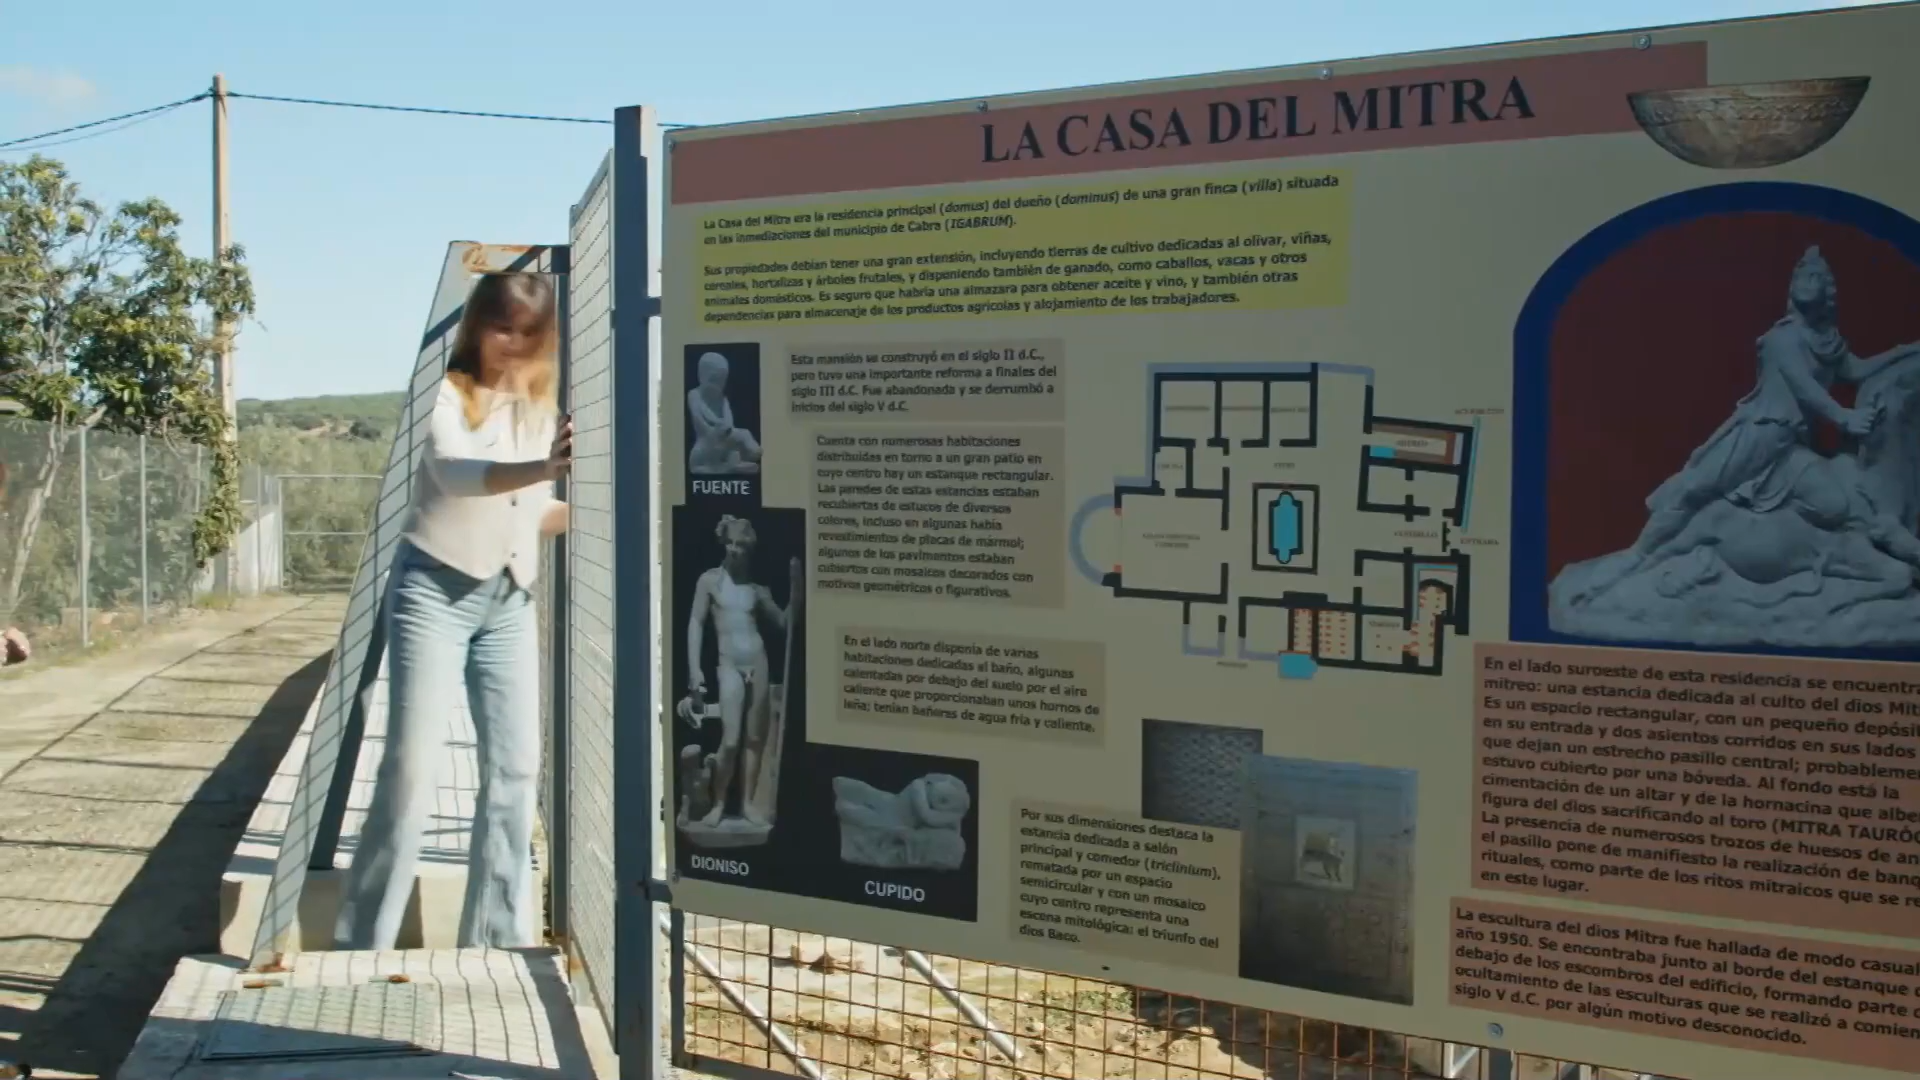 LA CASA DEL MITRA
La Casa del Mitra era la residencia principal (domus) del dueño (dominus) de una gran finca (villa) situada
en las inmediaciones del municipio de Cabra (IGABRUM).
Sus propiedades debían tener una gran extensión, incluyendo tierras de cultivo dedicadas al olivar, viñas,
cereales, hortalizas y árboles frutales, y disponiendo también de ganado, como caballos, vacas y otros
animales domésticos. Es seguro que habría una almazara para obtener aceite y vino, y también otras
dependencias para almacenaje de los productos agrícolas y alojamiento de los trabajadores.
FUENTE
DIONISO
CUPIDO
Esta mansión se construyó en el siglo II d.C.,
pero tuvo una importante reforma a finales del
siglo III d.C. Fue abandonada y se derrumbó a
inicios del siglo V d.C.
Cuenta con numerosas habitaciones
distribuidas en torno a un gran patio en
cuyo centro hay un estanque rectangular.
Las paredes de estas estancias estaban
recubiertas de estucos de diversos
colores, incluso en algunas había
revestimientos de placas de mármol;
algunos de los pavimentos estaban
cubiertos con mosaicos decorados con
motivos geométricos o figurativos.
En el lado norte disponía de varias
habitaciones dedicadas al baño, algunas
calentadas por debajo del suelo por el aire
caliente que proporcionaban unos hornos de
leña; tenían bañeras de agua fría y caliente.
Por sus dimensiones destaca la
estancia dedicada a salón
principal y comedor (triclinium),
rematada por un espacio
semicircular y con un mosaico
cuyo centro representa una
escena mitológica: el triunfo del
dios Baco.
ENTRADA
En el lado suroeste de esta residencia se encuentra
mitreo: una estancia dedicada al culto del dios Mit
Es un espacio rectangular, con un pequeño depósi
en su entrada y dos asientos corridos en sus lados
que dejan un estrecho pasillo central; probableme
estuvo cubierto por una bóveda. Al fondo está la
cimentación de un altar y de la hornacina que albe
figura del dios sacrificando al toro (MITRA TAURÓC
La presencia de numerosos trozos de huesos de an
el pasillo pone de manifiesto la realización de banq
rituales, como parte de los ritos mitraicos que se re
en este lugar.
La escultura del dios Mitra fue hallada de modo casual
año 1950. Se encontraba junto al borde del estanque
debajo de los escombros del edificio, formando parte
ocultamiento de las esculturas que se realizó a comien
siglo V d.C. por algún motivo desconocido.